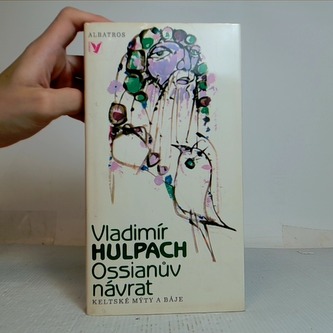 ALBATROS
Vladimír
HULPACH
Ossianův
návrat
KELTSKÉ MÝTY A BÁJE